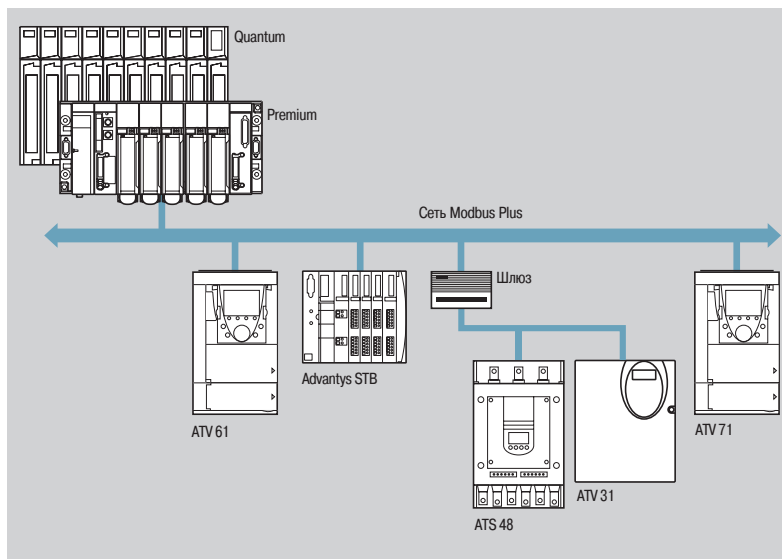 Quantum
Premium
Сеть Modbus Plus
Шлюз
Advantys STB
ATV 61
ATV 71
ATV 31
ATS 48